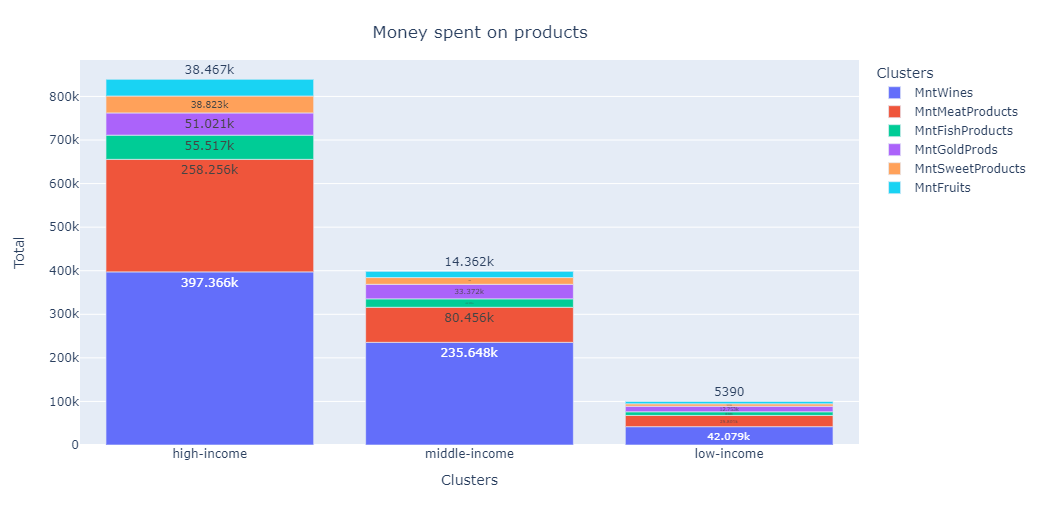 Money spent on products
Total
800k
700k
600k
500k
400k
300k
200k
100k
0
38.467k
38.823k
51.021k
55.517k
258.256k
397.366k
14.362k
33.372k
80.456k
235.648k
5390
42.079k
high-income
middle-income
low-income
Clusters
Clusters
MntWines
MntMeatProducts
MntFishProducts
MntGoldProds
MntSweetProducts
MntFruits